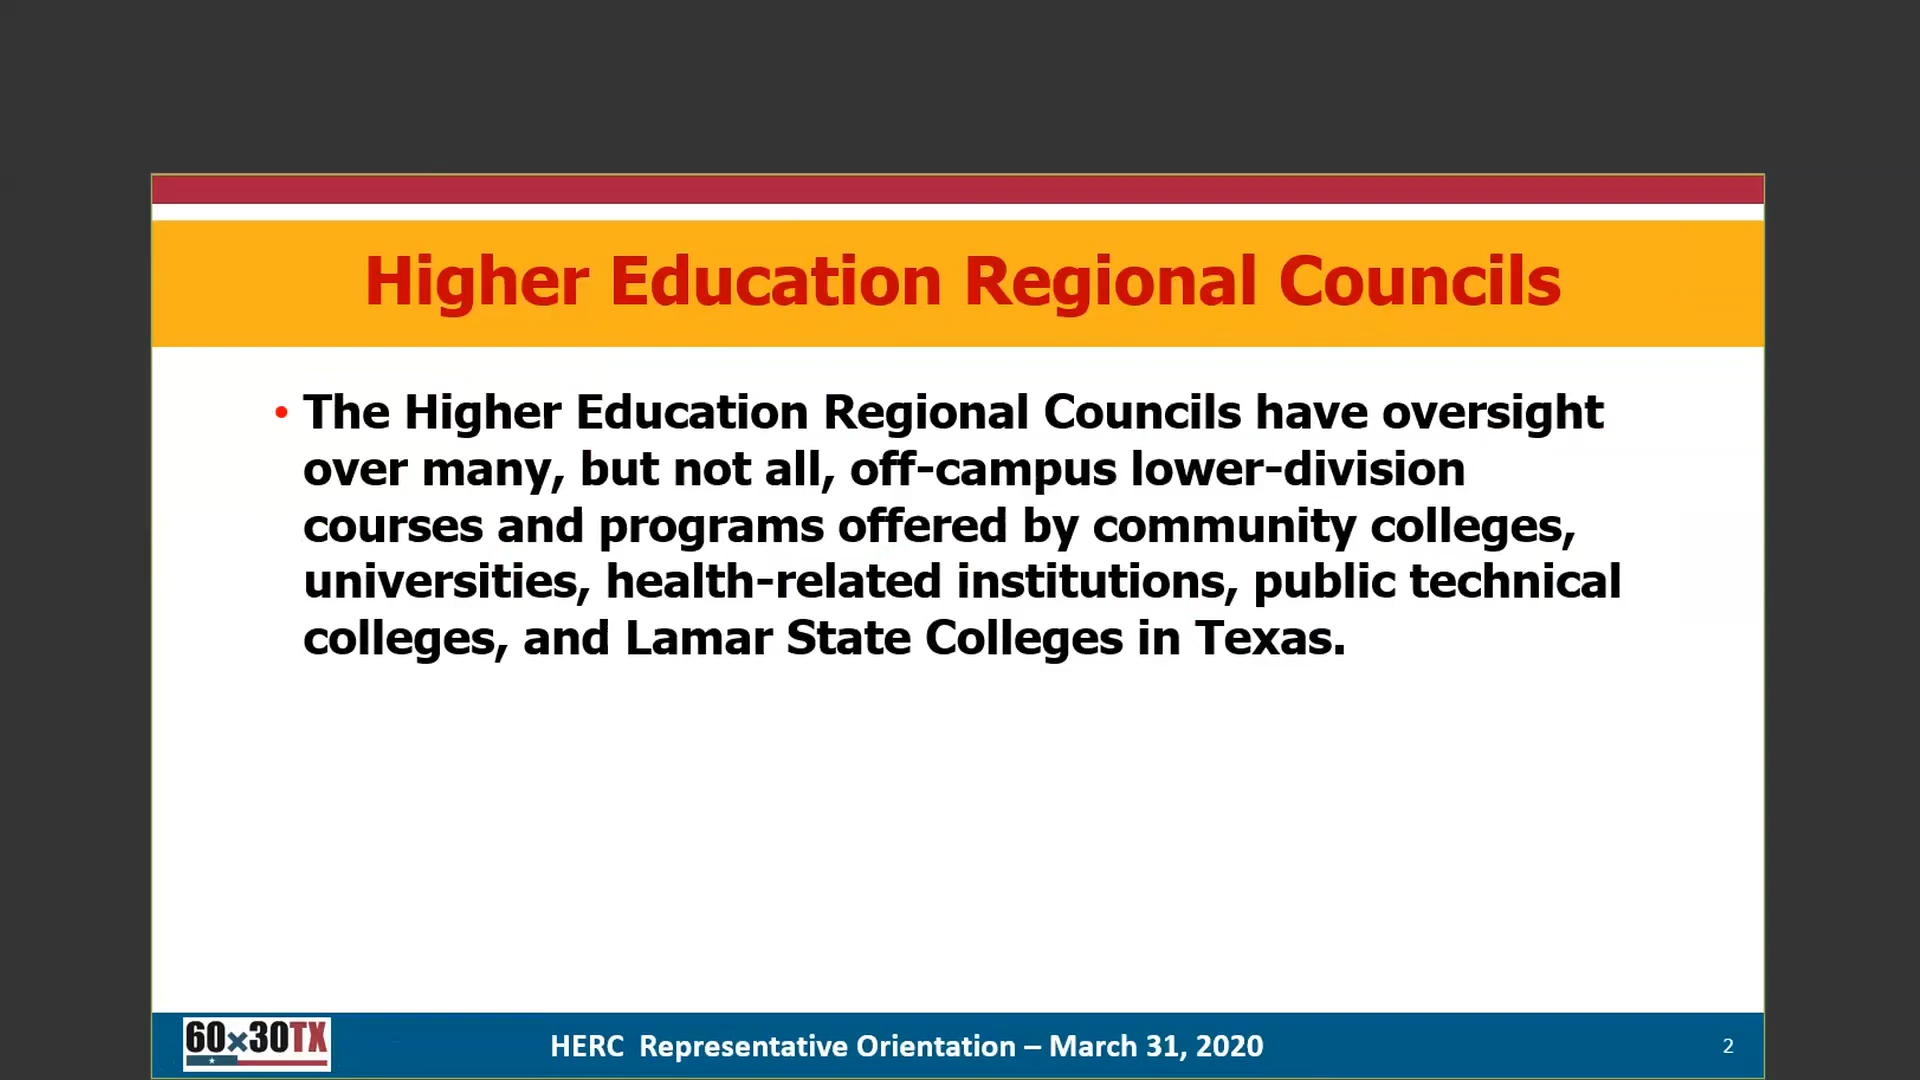 Higher Education Regional Councils
• The Higher Education Regional Councils have oversight
over many, but not all, off-campus lower-division
courses and programs offered by community colleges,
universities, health-related institutions, public technical
colleges, and Lamar State Colleges in Texas.
60x30TX
HERC Representative Orientation – March 31, 2020
2